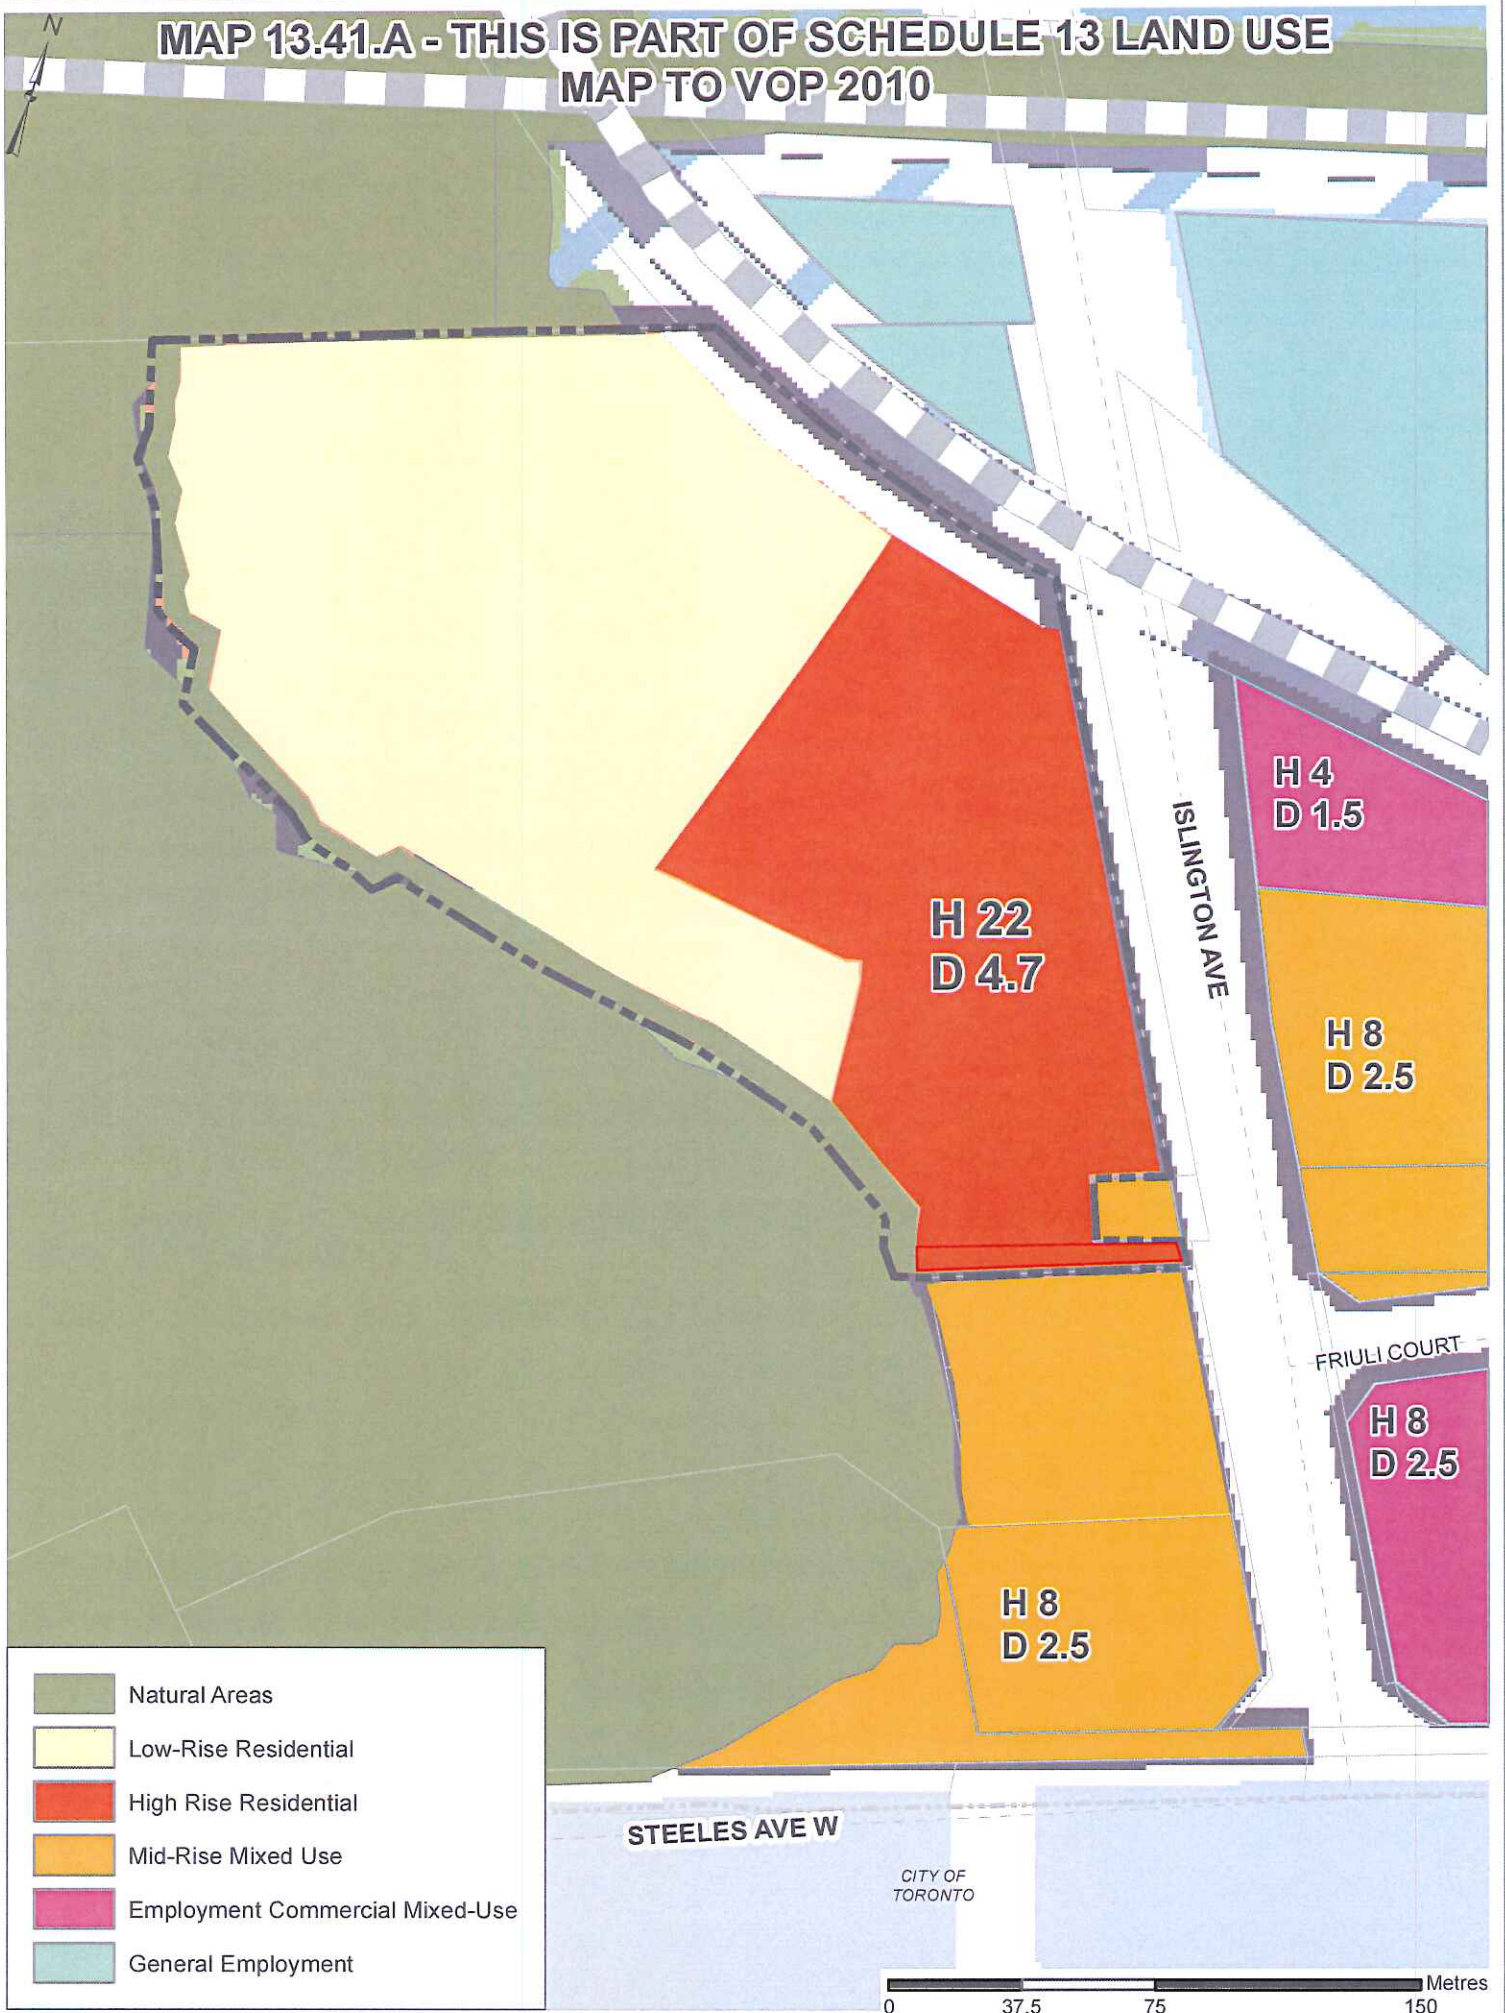 N
MAP 13.41.A - THIS IS PART OF SCHEDULE 13 LAND USE
MAP TO VOP 2010
H 4
D 1.5
ISLINGTON AVE
H 22
D 4.7
H 8
D 2.5
FRIULI COURT
H 8
D 2.5
H 8
D 2.5
Natural Areas
Low-Rise Residential
High Rise Residential
Mid-Rise Mixed Use
Employment Commercial Mixed-Use
General Employment
STEELES AVE W
CITY OF
TORONTO
Metres
0 37.5 75 150